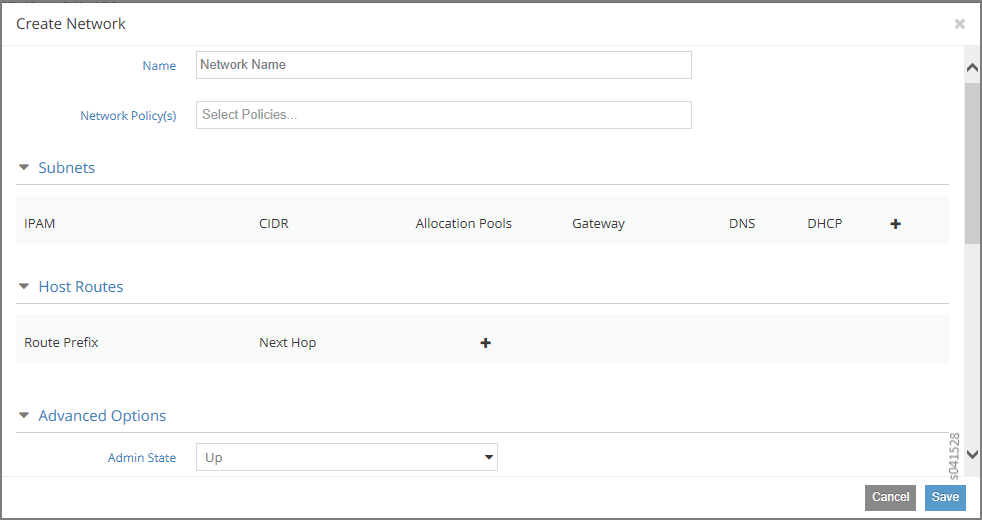 Create Network
Name
Network Name
Network Policy(s)
Select Policies...
Subnets
IPAM CIDR Allocation Pools Gateway DNS DHCP
Host Routes
Route Prefix Next Hop
Advanced Options
Admin State
Up
s041528
Cancel Save